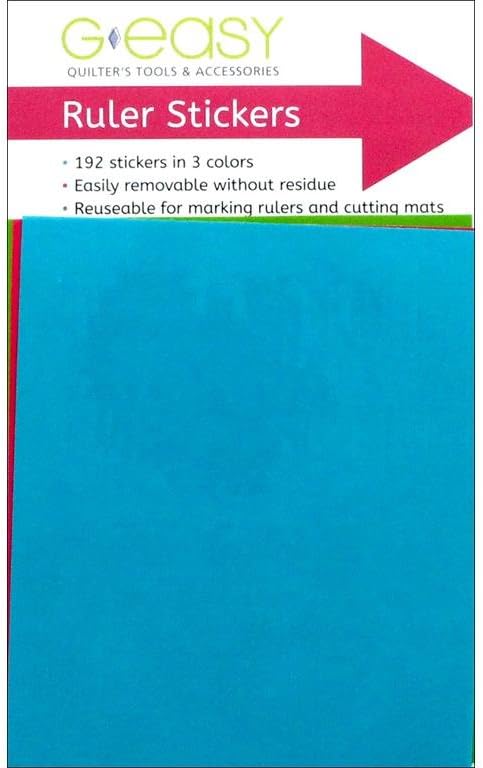 G easy
QUILTER'S TOOLS & ACCESSORIES
Ruler Stickers
• 192 stickers in 3 colors
• Easily removable without residue
• Reuseable for marking rulers and cutting mats